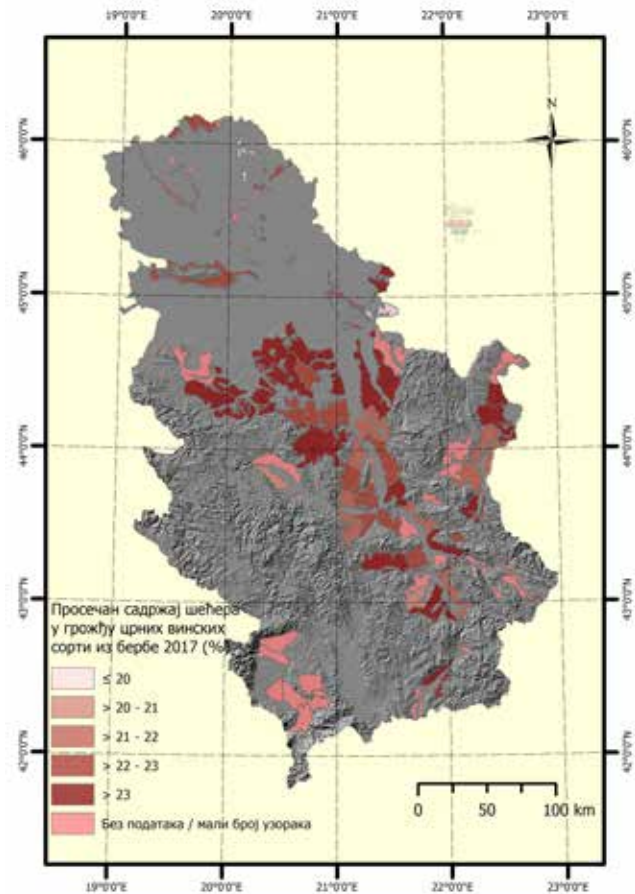 19°0'0"E 20°0'0"E 21°0'0"E 22°0'0"E 23°0'0"E
N
46°0'0"N 46°0'0"N
45°0'0"N 45°0'0"N
44°0'0"N 44°0'0"N
43°0'0"N 43°0'0"N
42°0'0"N 42°0'0"N
Просечан садржај шећера
у грожђу црних винских
сорти из бербе 2017 (%)
≤ 20
> 20 - 21
> 21 - 22
> 22 - 23
> 23
Без података / мали број узорака
0 50 100 km
19°0'0"E 20°0'0"E 21°0'0"E 22°0'0"E 23°0'0"E